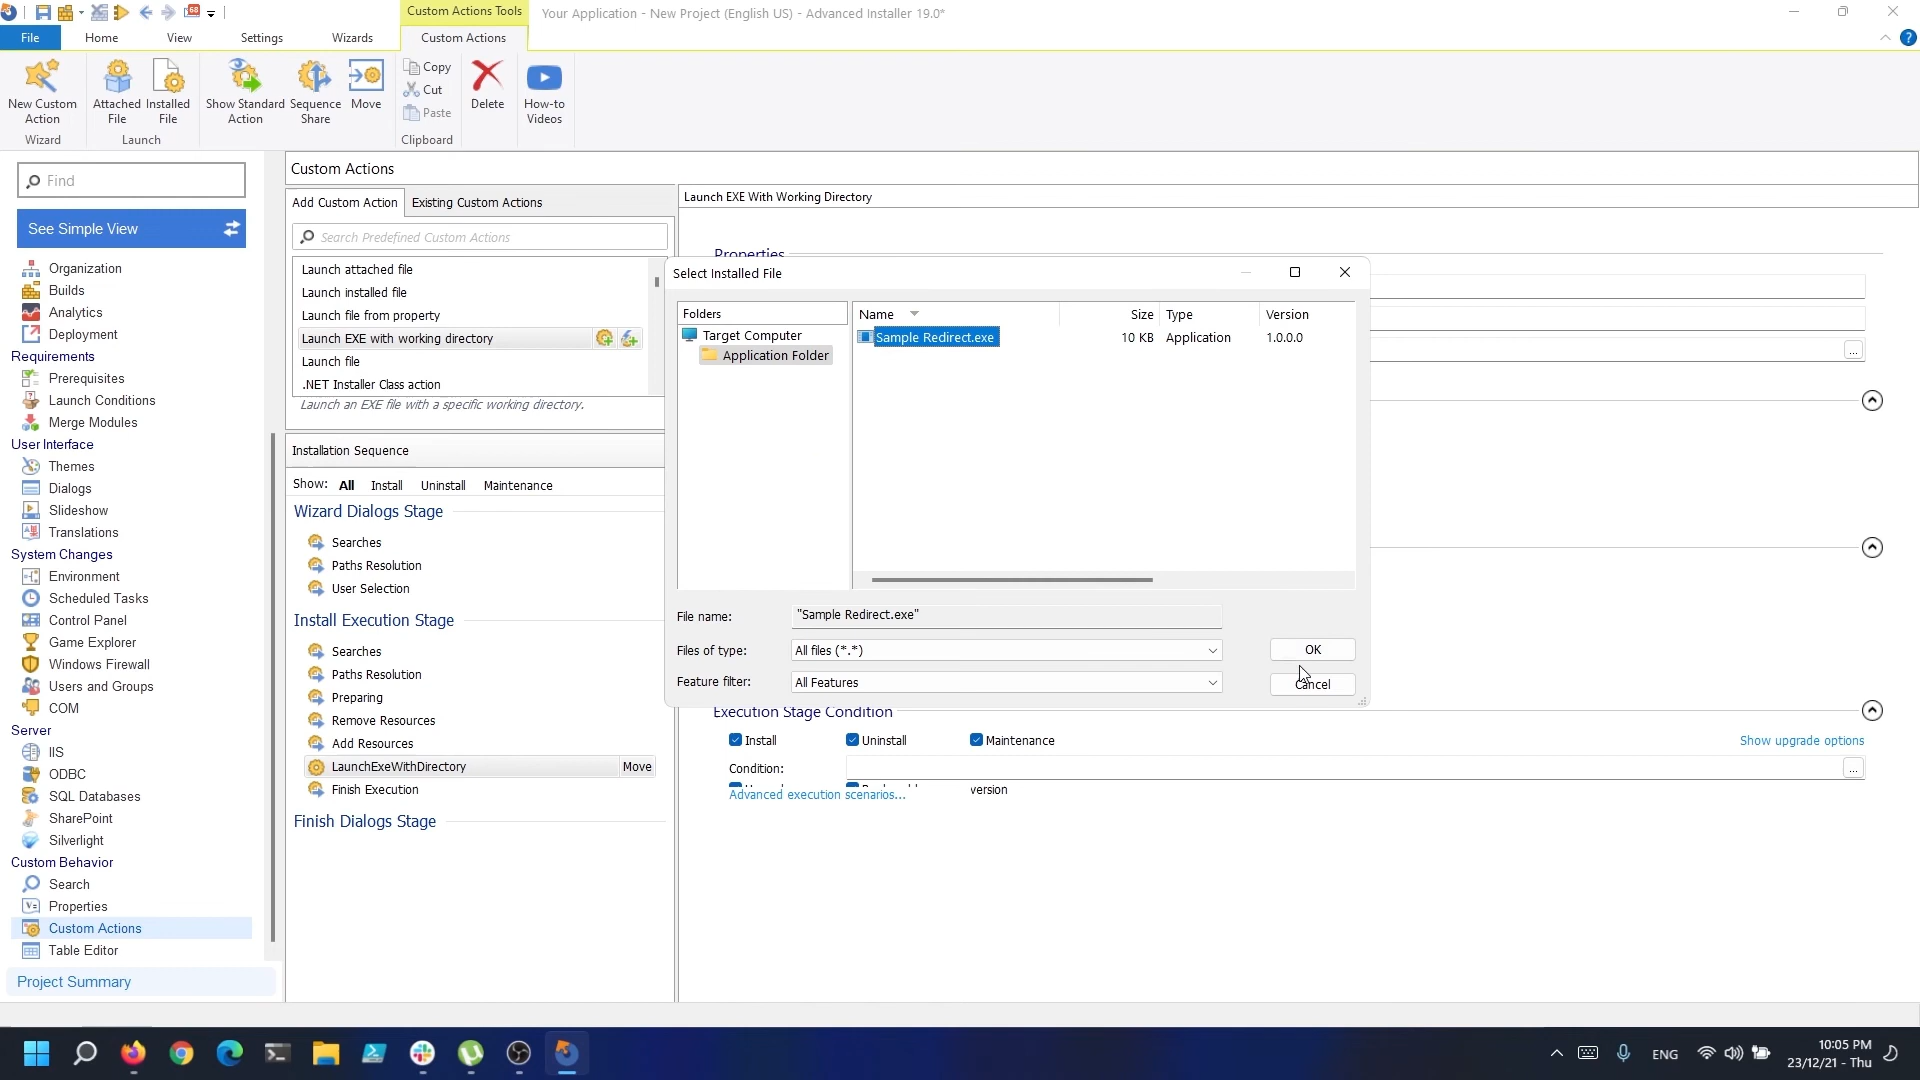 Custom Actions Tools
Your Application - New Project (English US) - Advanced Installer 19.0*
File
Home
View
Settings
Wizards
Custom Actions
New Custom
Action
Attached
File
Installed
File
Show Standard
Action
Sequence
Share
Move
Copy
Cut
Paste
Delete
How-to
Videos
Wizard
Launch
Clipboard
Find
See Simple View
Organization
Builds
Analytics
Deployment
Requirements
Prerequisites
Launch Conditions
Merge Modules
User Interface
Themes
Dialogs
Slideshow
Translations
System Changes
Environment
Scheduled Tasks
Control Panel
Game Explorer
Windows Firewall
Users and Groups
COM
Server
IIS
ODBC
SQL Databases
SharePoint
Silverlight
Custom Behavior
Search
Properties
Custom Actions
Table Editor
Project Summary
Custom Actions
Add Custom Action
Existing Custom Actions
Search Predefined Custom Actions
Launch attached file
Launch installed file
Launch file from property
Launch EXE with working directory
Launch file
.NET Installer Class action
Launch an EXE file with a specific working directory.
Installation Sequence
Show: All Install Uninstall Maintenance
Wizard Dialogs Stage
Searches
Paths Resolution
User Selection
Install Execution Stage
Searches
Paths Resolution
Preparing
Remove Resources
Add Resources
LaunchExeWithDirectory Move
Finish Execution
Finish Dialogs Stage
Launch EXE With Working Directory
Properties
Select Installed File
Folders
Target Computer
Application Folder
Name Size Type Version
Sample Redirect.exe 10 KB Application 1.0.0.0
File name: "Sample Redirect.exe"
Files of type: All files (*.*)
Feature filter: All Features
OK
Cancel
...
Execution Stage Condition
Install Uninstall Maintenance
Show upgrade options
Condition:
...
version
Advanced execution scenarios...
ENG
10:05 PM
23/12/21 - Thu